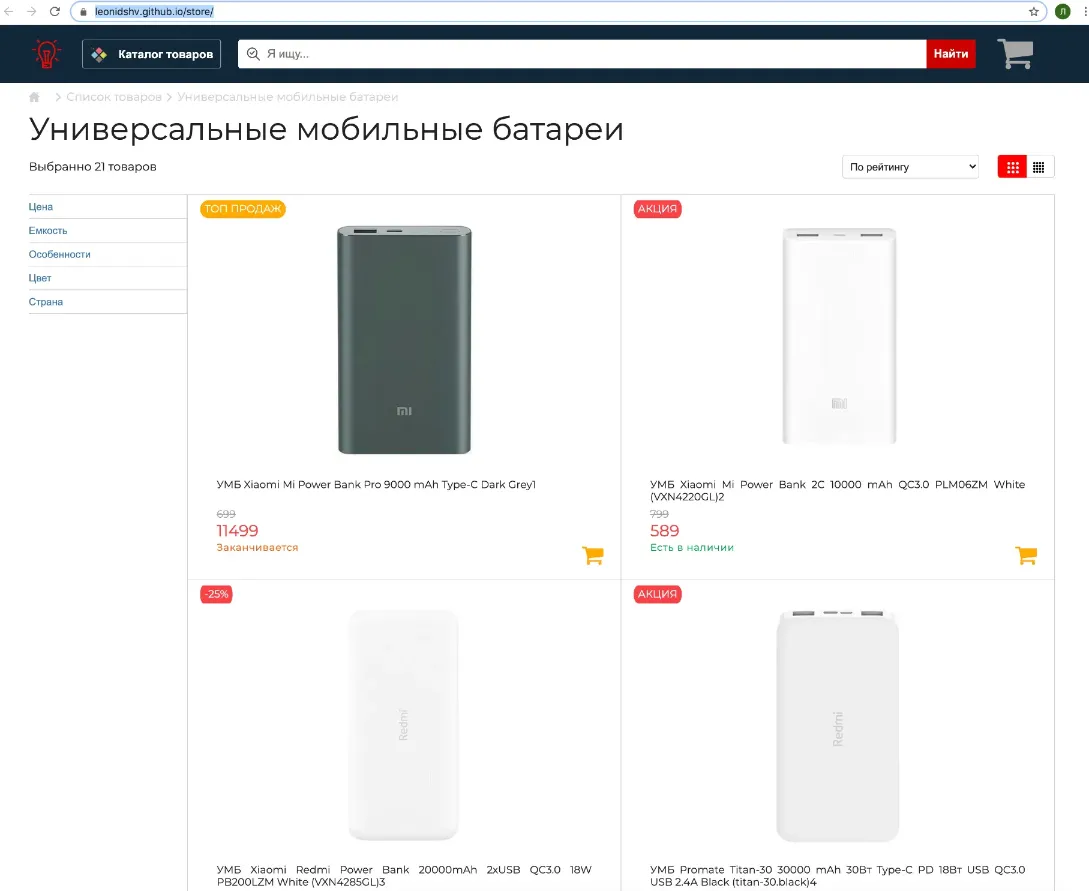 leonidshv.github.io/store/
Л
Каталог товаров
Я ищу...
Найти
Список товаров
Универсальные мобильные батареи
Универсальные мобильные батареи
Выбранно 21 товаров
По рейтингу
Цена
Емкость
Особенности
Цвет
Страна
ТОП ПРОДАЖ
mi
УМБ Xiaomi Mi Power Bank Pro 9000 mAh Type-C Dark Grey1
699
11499
Заканчивается
АКЦИЯ
mi
УМБ Xiaomi Mi Power Bank 2C 10000 mAh QC3.0 PLM06ZM White
(VXN4220GL)2
799
589
Есть в наличии
-25%
Redmi
УМБ Xiaomi Redmi Power Bank 20000mAh 2xUSB QC3.0 18W
PB200LZM White (VXN4285GL)3
АКЦИЯ
Redmi
УМБ Promate Titan-30 30000 mAh 30Вт Type-C PD 18Вт USB QC3.0
USB 2.4A Black (titan-30.black)4